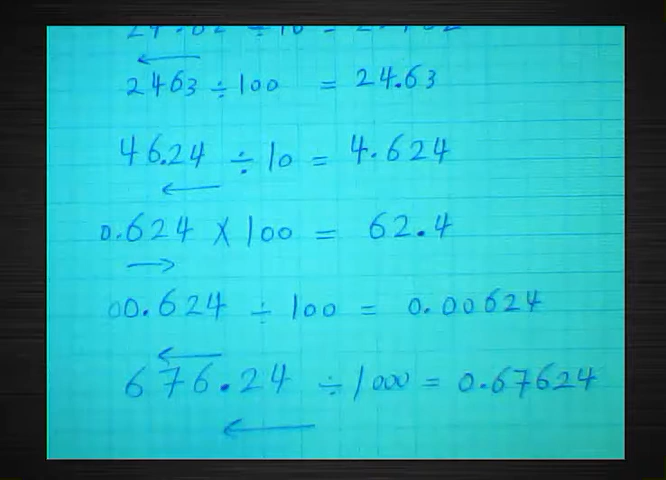 ÷ 10 =
2463 ÷ 100 = 24.63
46.24 ÷ 10 = 4.624
0.624 X 100 = 62.4
00.624 ÷ 100 = 0.00624
676.24 ÷ 1000 = 0.67624